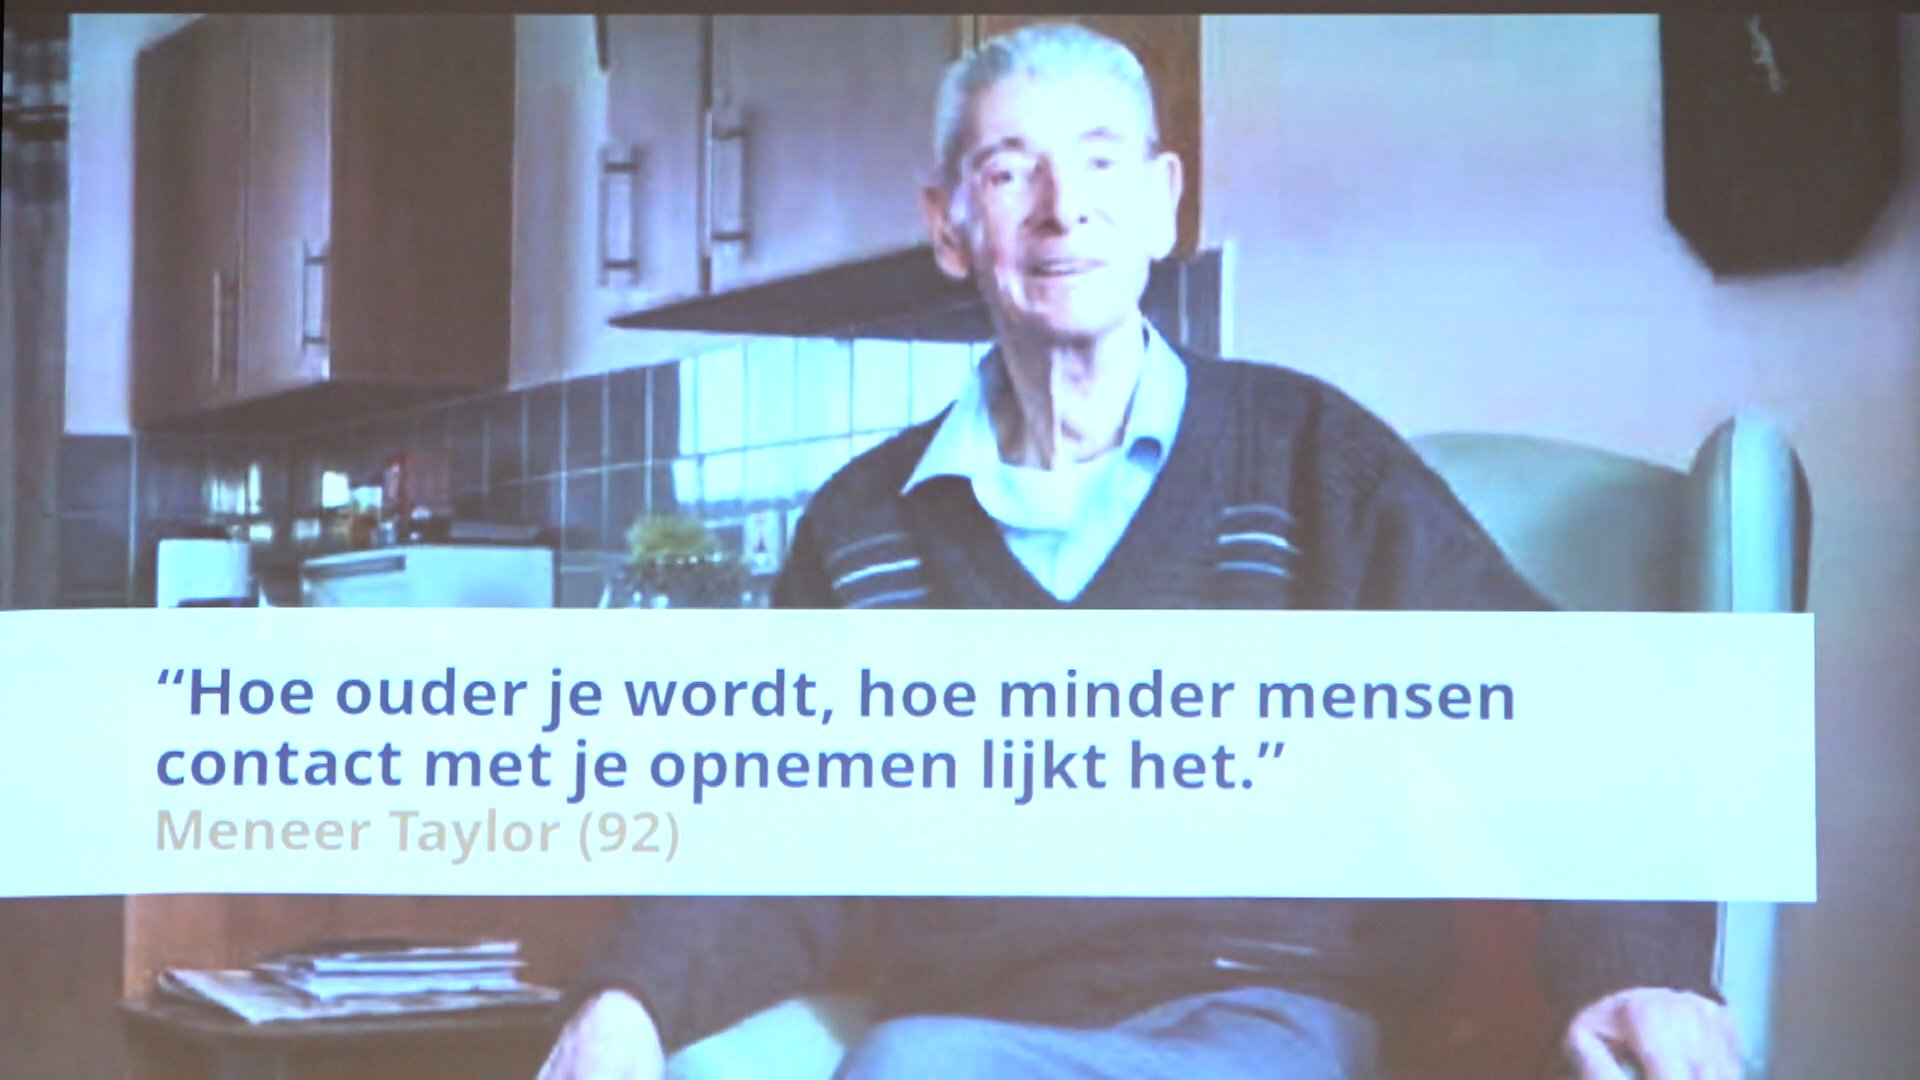 “Hoe ouder je wordt, hoe minder mensen
contact met je opnemen lijkt het.”
Meneer Taylor (92)